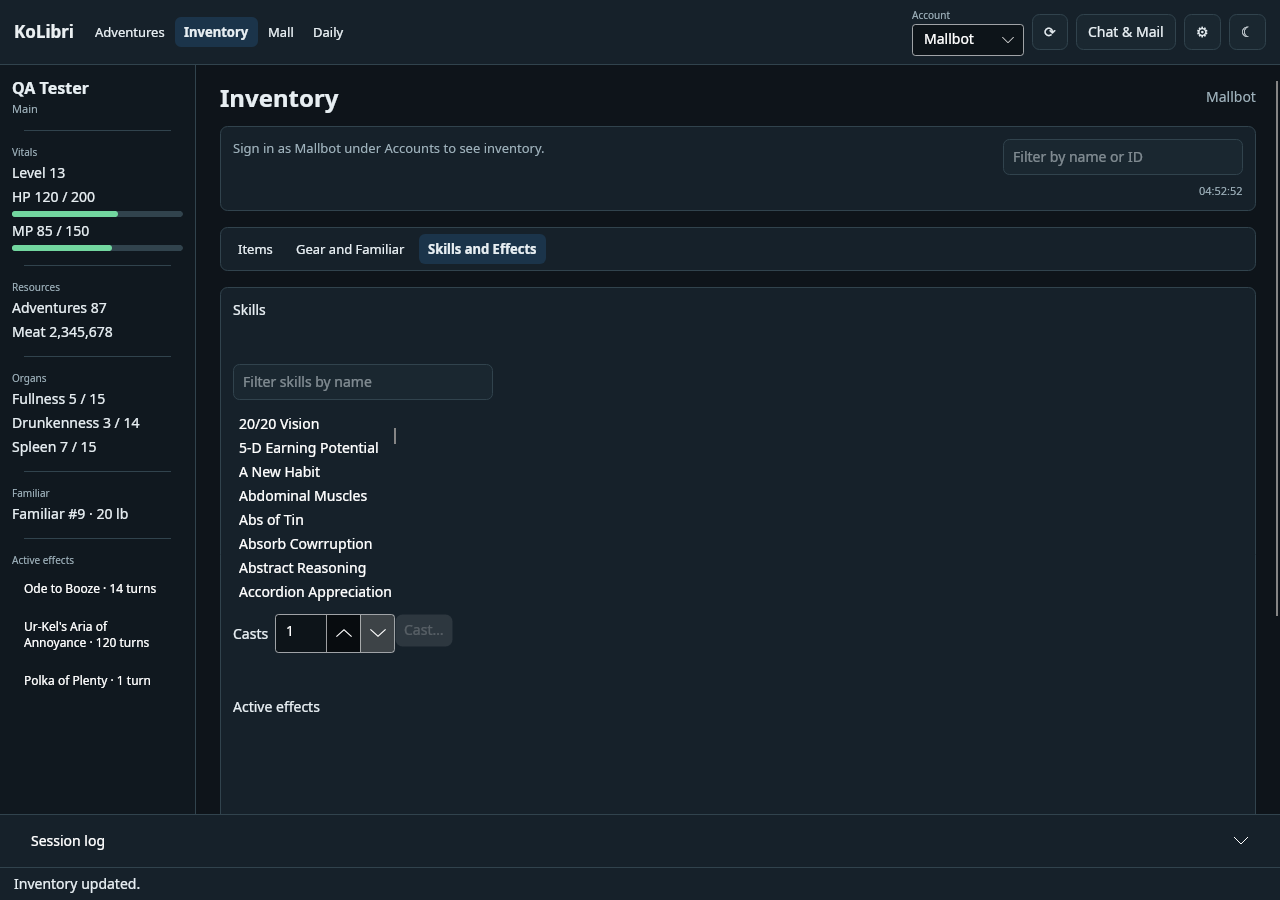 KoLibri
Adventures
Inventory
Mall
Daily
Account
Mallbot
Chat & Mail
QA Tester
Main
Vitals
Level 13
HP 120 / 200
MP 85 / 150
Resources
Adventures 87
Meat 2,345,678
Organs
Fullness 5 / 15
Drunkenness 3 / 14
Spleen 7 / 15
Familiar
Familiar #9 · 20 lb
Active effects
Ode to Booze · 14 turns
Ur-Kel's Aria of
Annoyance · 120 turns
Polka of Plenty · 1 turn
Inventory
Mallbot
Sign in as Mallbot under Accounts to see inventory.
Filter by name or ID
04:52:52
Items
Gear and Familiar
Skills and Effects
Skills
Filter skills by name
20/20 Vision
5-D Earning Potential
A New Habit
Abdominal Muscles
Abs of Tin
Absorb Cowrruption
Abstract Reasoning
Accordion Appreciation
Casts
1
Cast...
Active effects
Session log
Inventory updated.